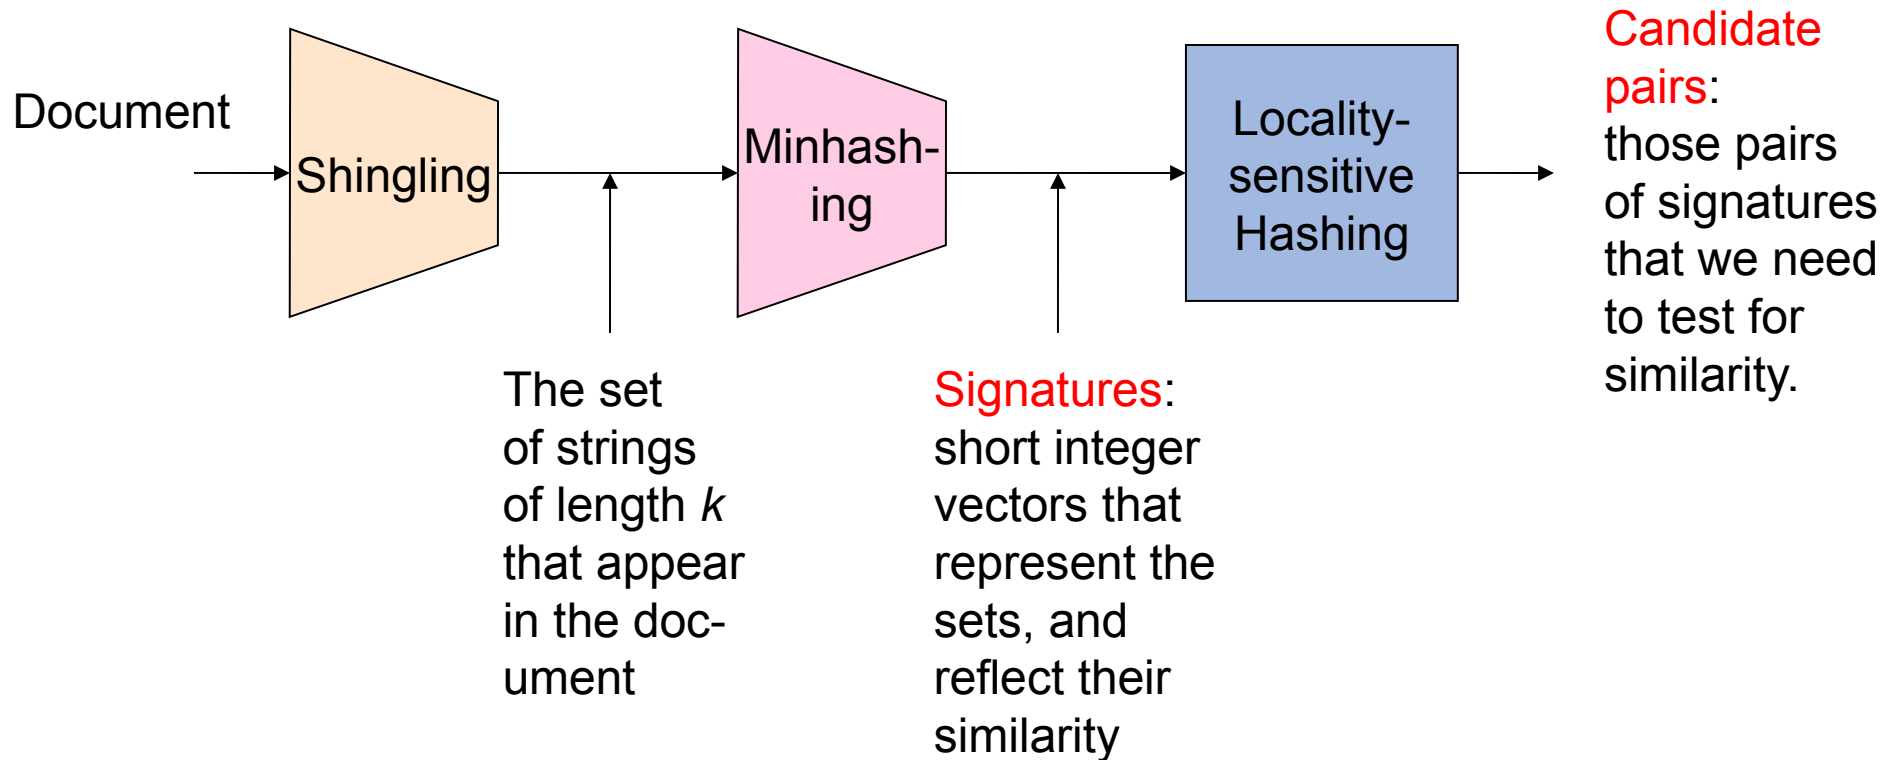 Document
Shingling
The set
of strings
of length k
that appear
in the doc-
ument
Minhash-
ing
Signatures:
short integer
vectors that
represent the
sets, and
reflect their
similarity
Locality-
sensitive
Hashing
Candidate
pairs:
those pairs
of signatures
that we need
to test for
similarity.